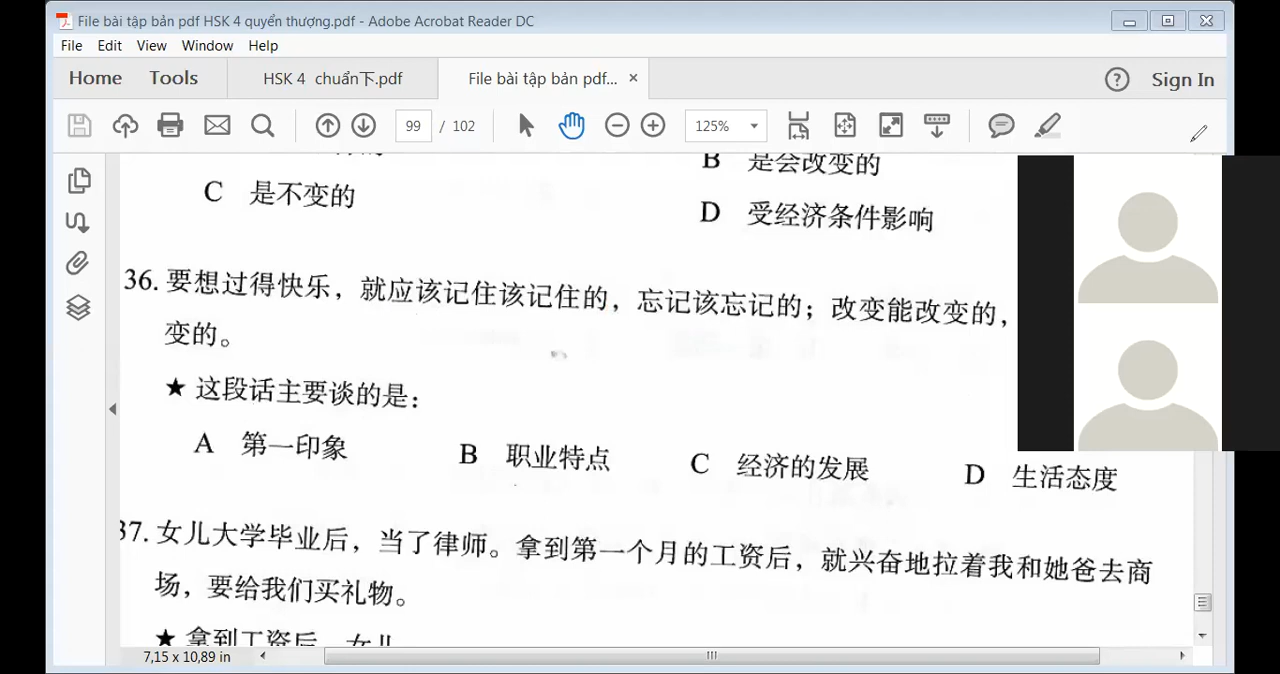 File bài tập bản pdf HSK 4 quyển thượng.pdf - Adobe Acrobat Reader DC
File Edit View Window Help
Home Tools HSK 4 chuẩn下.pdf File bài tập bản pdf... × ? Sign In
99 / 102 125%
B 是会改变的
C 是不变的
D 受经济条件影响
36. 要想过得快乐，就应该记住该记住的，忘记该忘记的；改变能改变的，
变的。
★ 这段话主要谈的是：
A 第一印象 B 职业特点 C 经济的发展 D 生活态度
37. 女儿大学毕业后，当了律师。拿到第一个月的工资后，就兴奋地拉着我和她爸去商
场，要给我们买礼物。
★ 拿到工资后，女儿
7,15 x 10,89 in